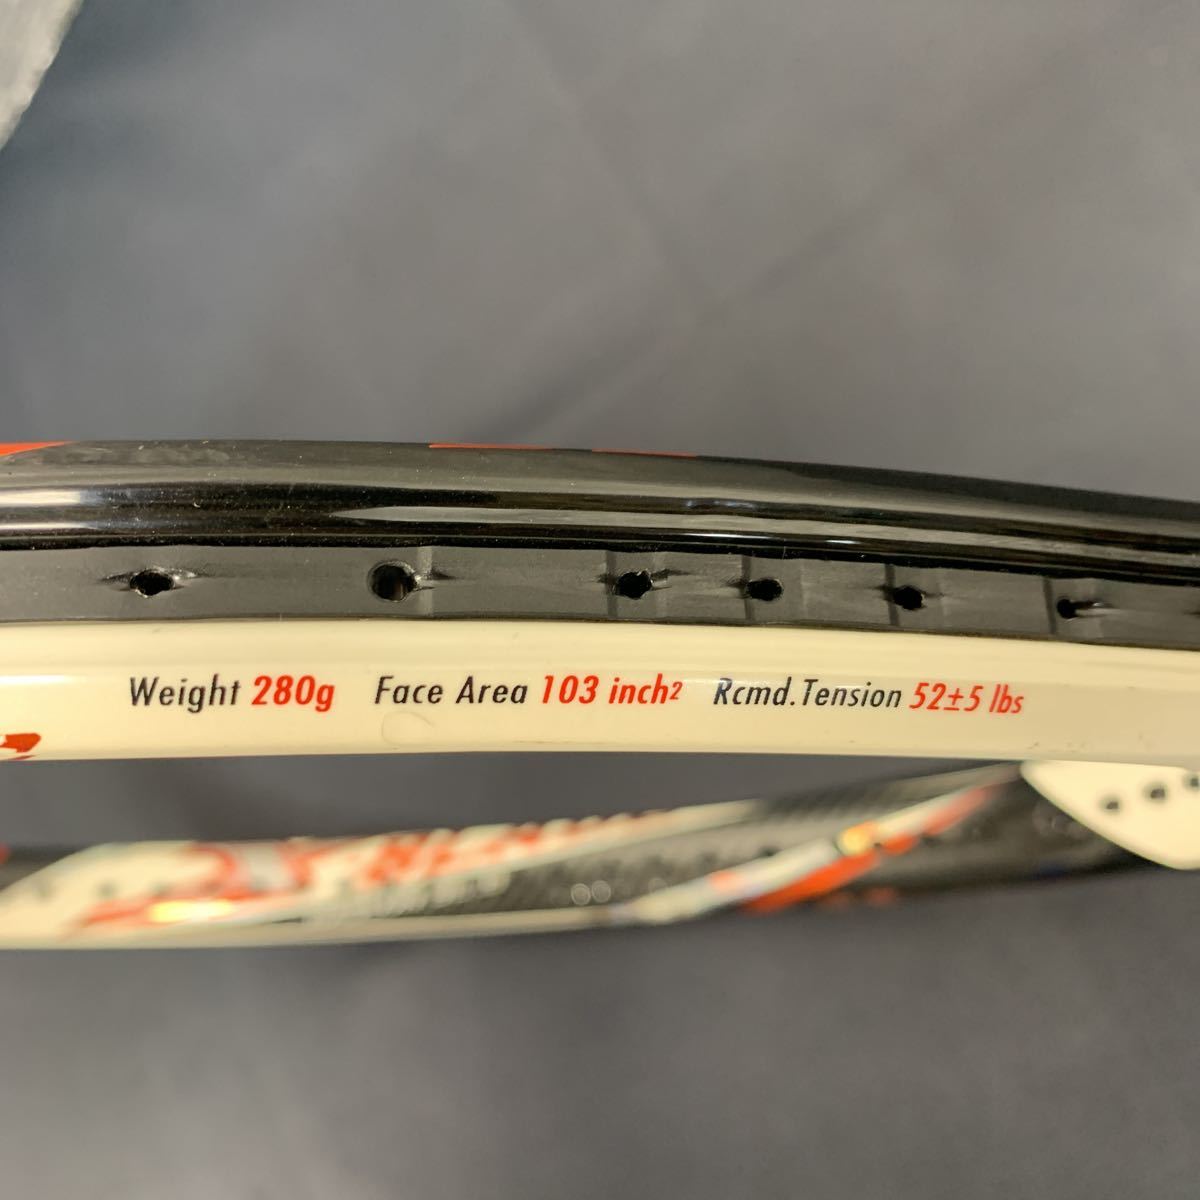 Weight 280g Face Area 103 inch² Rcmd.Tension 52±5 lbs